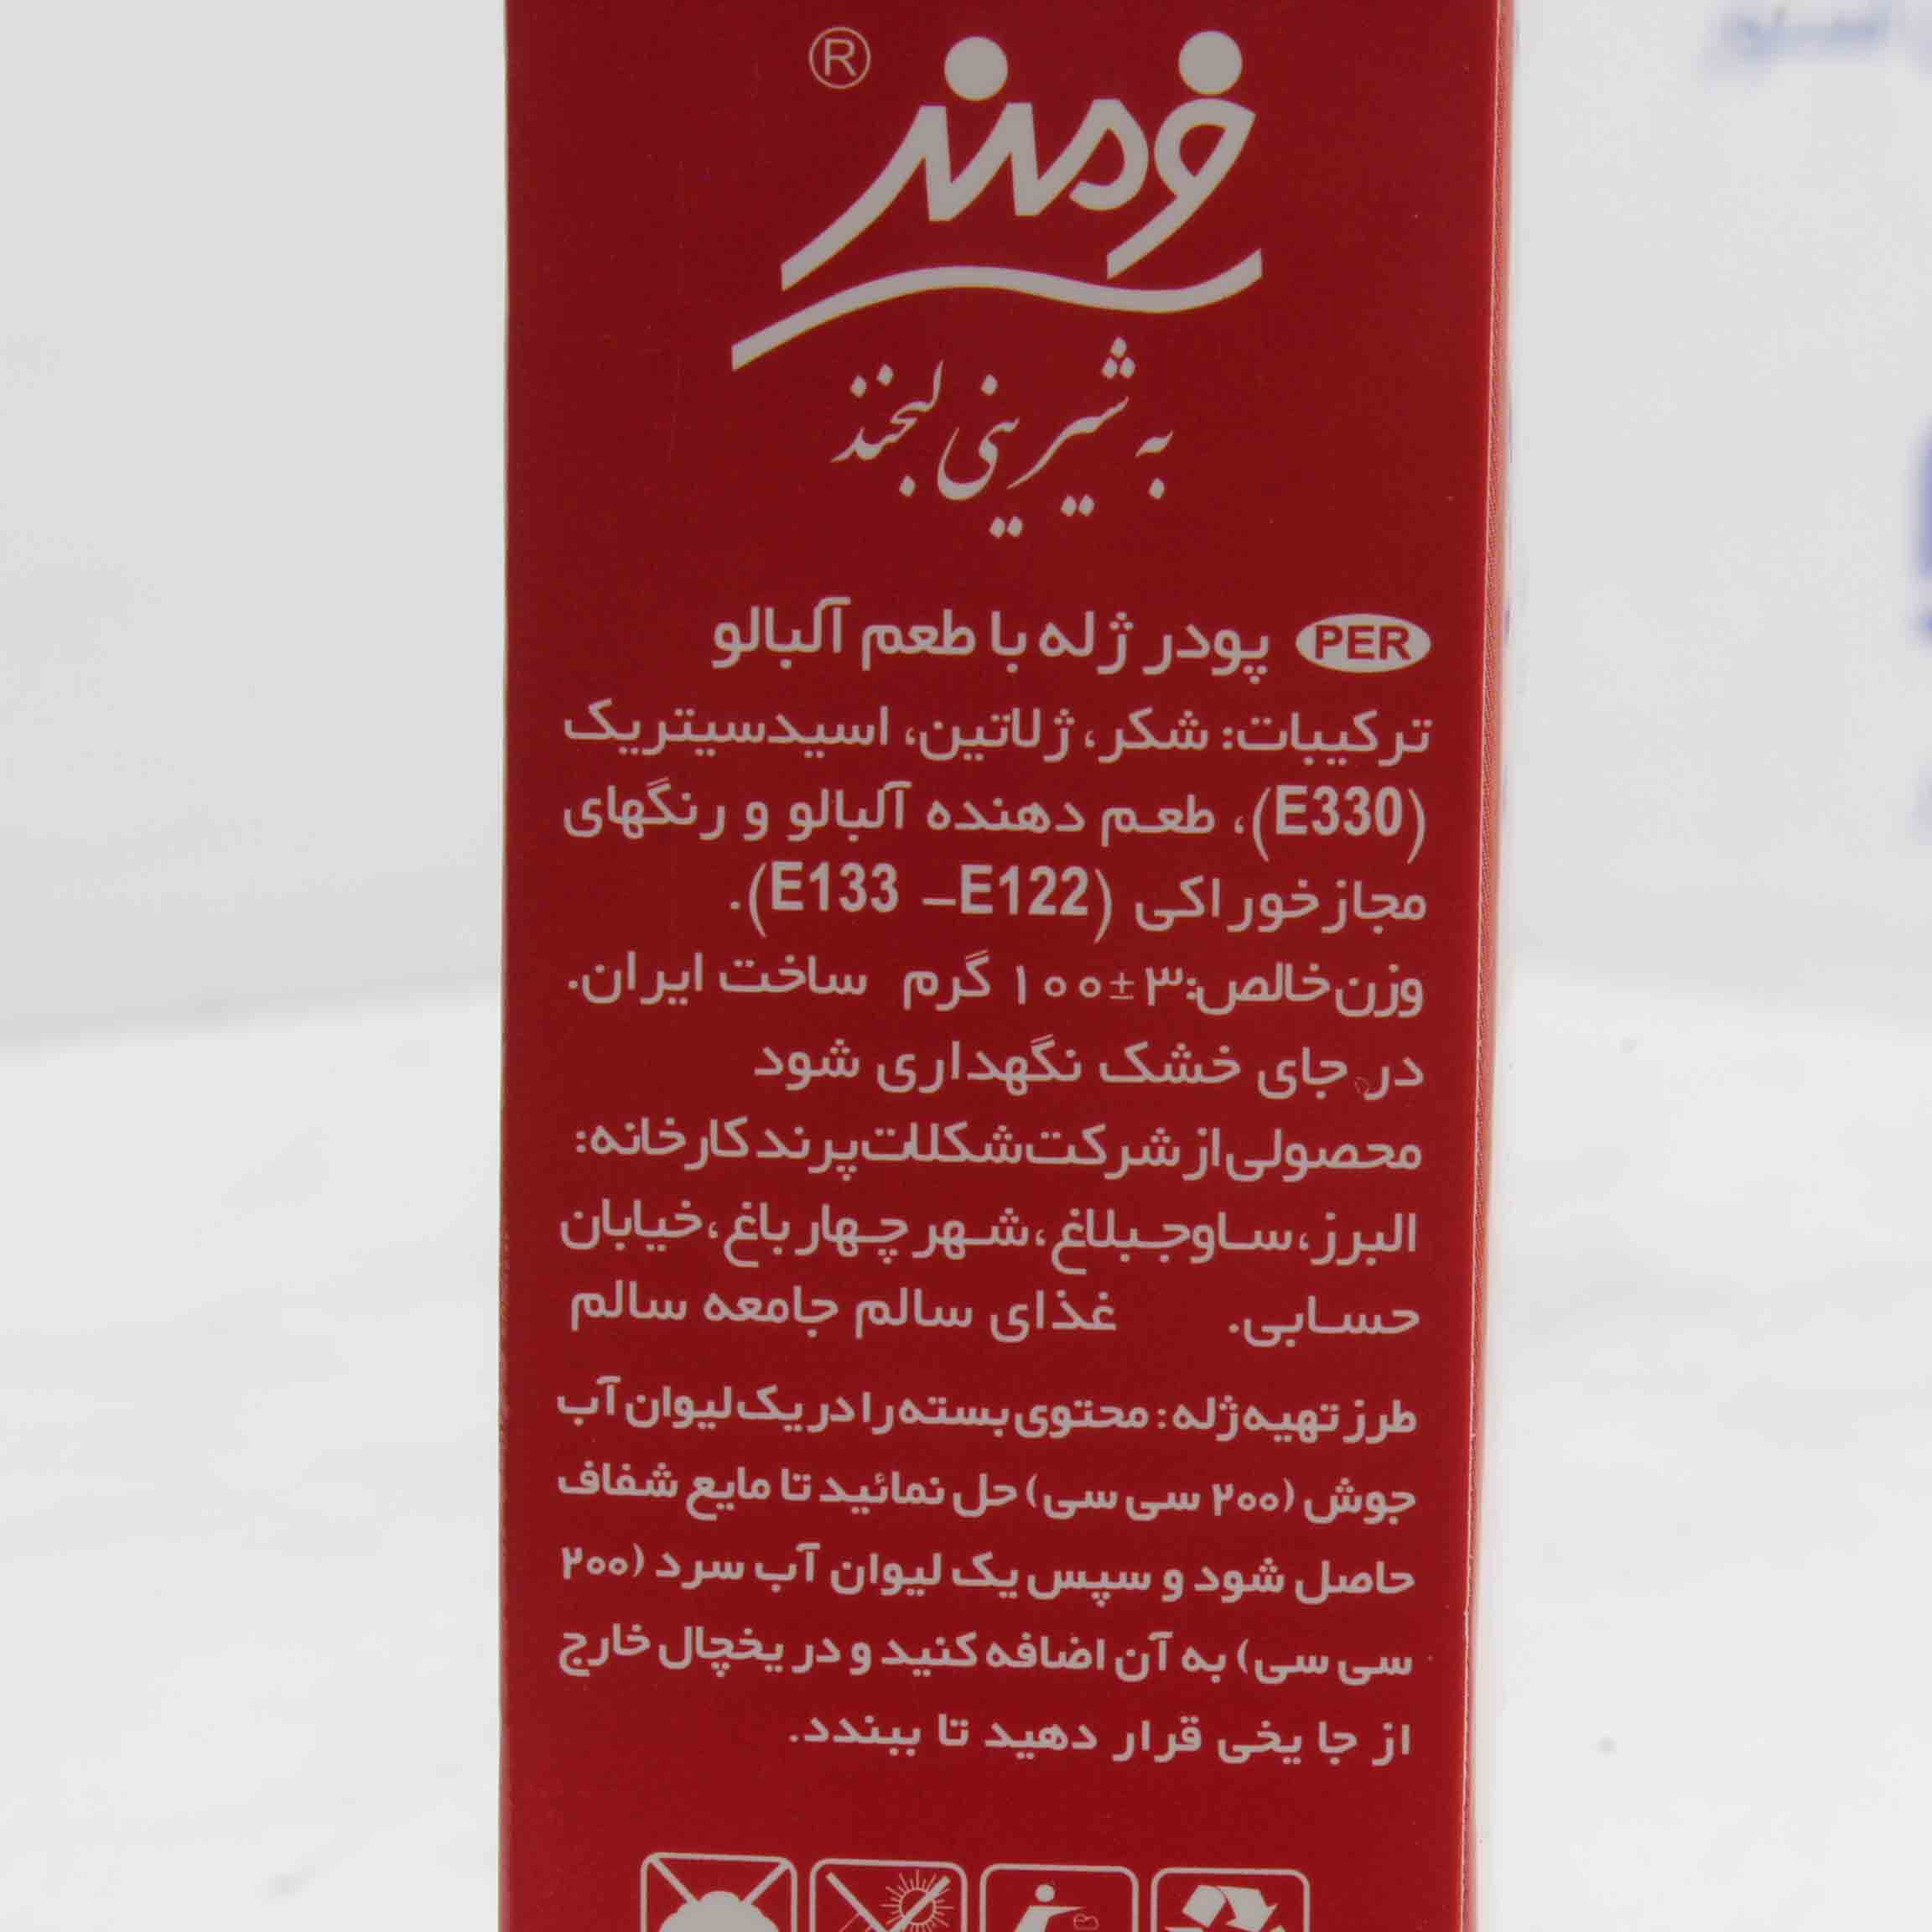 فرمند ®
به شیرینی لبخند
PER پودر ژله با طعم آلبالو
ترکیبات: شکر، ژلاتین، اسیدسیتریک
(E330)، طعم دهنده آلبالو و رنگهای
مجاز خوراکی (E133 –E122).
وزن خالص: ۳±۱۰۰ گرم ساخت ایران.
در جای خشک نگهداری شود
محصولی از شرکت شکلات پرند کارخانه:
البرز، ساوجبلاغ، شهر چهار باغ، خیابان
حسابی. غذای سالم جامعه سالم
طرز تهیه ژله: محتوی بسته را در یک لیوان آب
جوش (۲۰۰ سی سی) حل نمائید تا مایع شفاف
حاصل شود و سپس یک لیوان آب سرد (۲۰۰
سی سی) به آن اضافه کنید و در یخچال خارج
از جا یخی قرار دهید تا ببندد.